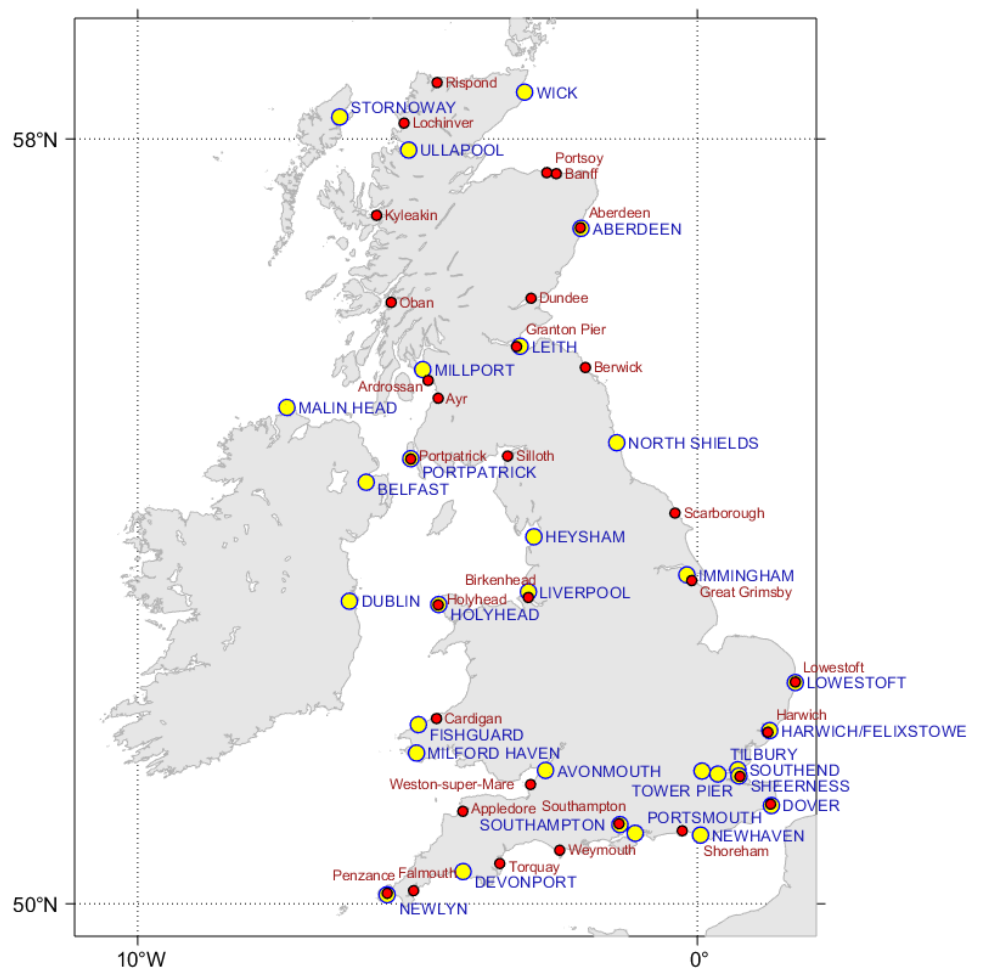 Rispond
WICK
STORNOWAY
Lochinver
58°N
ULLAPOOL
Portsoy
Banff
Kyleakin
Aberdeen
ABERDEEN
Dundee
Oban
Granton Pier
LEITH
Berwick
MILLPORT
Ardrossan
Ayr
MALIN HEAD
NORTH SHIELDS
Portpatrick
Silloth
PORTPATRICK
BELFAST
Scarborough
HEYSHAM
IMMINGHAM
Birkenhead
Great Grimsby
LIVERPOOL
DUBLIN
Holyhead
HOLYHEAD
Lowestoft
LOWESTOFT
Harwich
Cardigan
HARWICH/FELIXSTOWE
FISHGUARD
MILFORD HAVEN
TILBURY
AVONMOUTH
SOUTHEND
Weston-super-Mare
TOWER PIER
SHEERNESS
Appledore
Southampton
DOVER
SOUTHAMPTON
PORTSMOUTH
NEWHAVEN
Weymouth
Shoreham
Torquay
Penzance
Falmouth
DEVONPORT
50°N
NEWLYN
10°W
0°